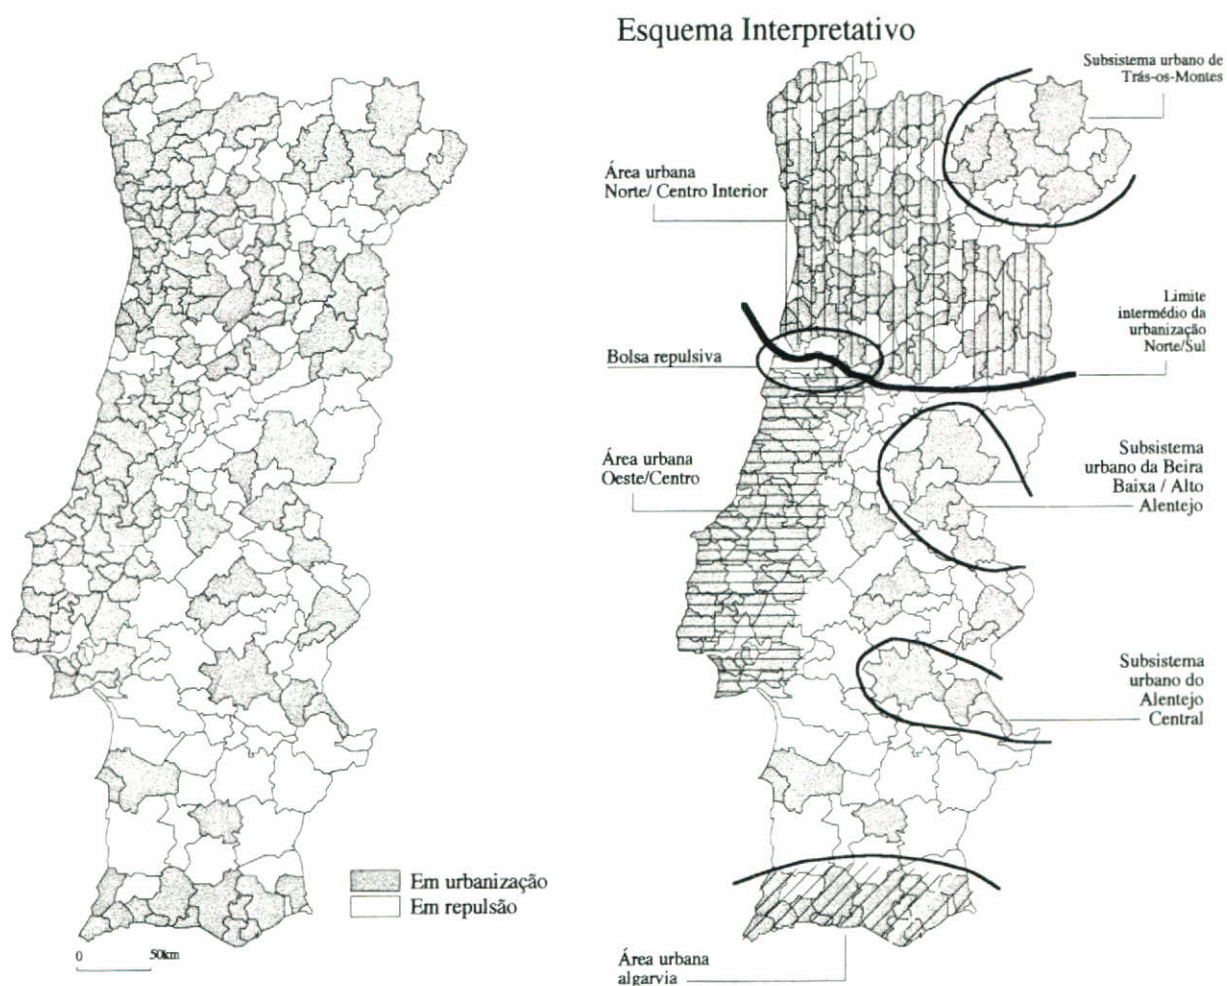 Esquema Interpretativo
Subsistema urbano de
Trás-os-Montes
Área urbana
Norte/ Centro Interior
Limite
intermédio da
urbanização
Norte/Sul
Bolsa repulsiva
Área urbana
Oeste/Centro
Subsistema
urbano da Beira
Baixa / Alto
Alentejo
Subsistema
urbano do
Alentejo
Central
Em urbanização
Em repulsão
0 50km
Área urbana
algarvia